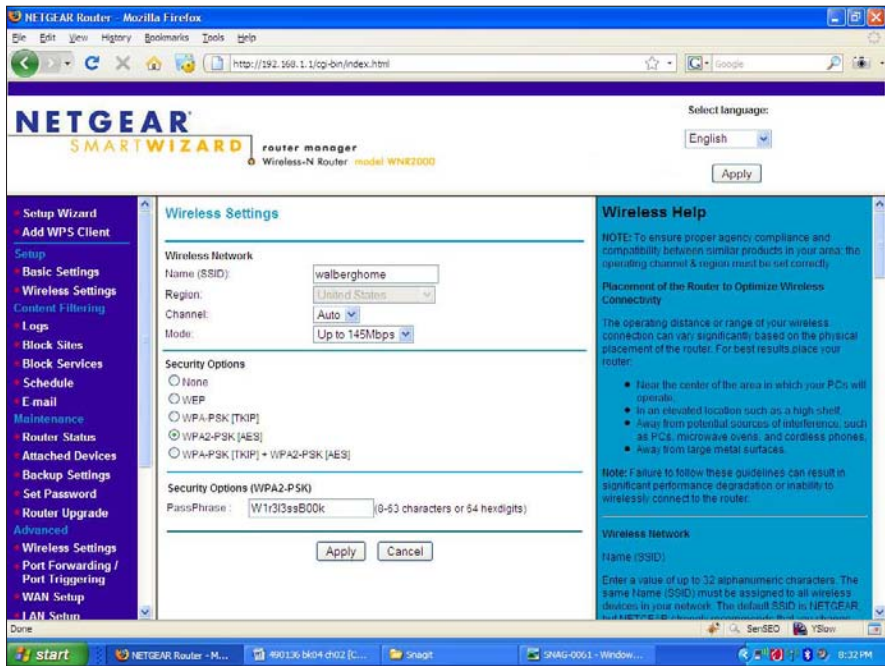 NETGEAR Router - Mozilla Firefox
File Edit View History Bookmarks Tools Help
http://192.168.1.1/cgi-bin/index.html
Google
NETGEAR
SMARTWIZARD
router manager
Wireless-N Router model WNR2000
Select language:
English
Apply
Setup Wizard
Add WPS Client
Setup
Basic Settings
Wireless Settings
Content Filtering
Logs
Block Sites
Block Services
Schedule
E-mail
Maintenance
Router Status
Attached Devices
Backup Settings
Set Password
Router Upgrade
Advanced
Wireless Settings
Port Forwarding /
Port Triggering
WAN Setup
LAN Setup
Wireless Settings
Wireless Network
Name (SSID):
walberghome
Region:
United States
Channel:
Auto
Mode:
Up to 145Mbps
Security Options
None
WEP
WPA-PSK [TKIP]
WPA2-PSK [AES]
WPA-PSK [TKIP] + WPA2-PSK [AES]
Security Options (WPA2-PSK)
PassPhrase :
W1r3l3ssB00k
(8-63 characters or 64 hexdigits)
Apply
Cancel
Wireless Help
NOTE: To ensure proper agency compliance and
compatibility between similar products in your area; the
operating channel & region must be set correctly.
Placement of the Router to Optimize Wireless
Connectivity
The operating distance or range of your wireless
connection can vary significantly based on the physical
placement of the router. For best results,place your
router:
Near the center of the area in which your PCs will
operate,
In an elevated location such as a high shelf,
Away from potential sources of interference, such
as PCs, microwave ovens, and cordless phones,
Away from large metal surfaces.
Note: Failure to follow these guidelines can result in
significant performance degradation or inability to
wirelessly connect to the router.
Wireless Network
Name (SSID)
Enter a value of up to 32 alphanumeric characters. The
same Name (SSID) must be assigned to all wireless
devices in your network. The default SSID is NETGEAR,
but NETGEAR strongly recommends that you change
Done
SenSEO
YSlow
start
NETGEAR Router - M...
490136 bk04 ch02 [C...
Snagit
SNAG-0061 - Window...
8:32 PM